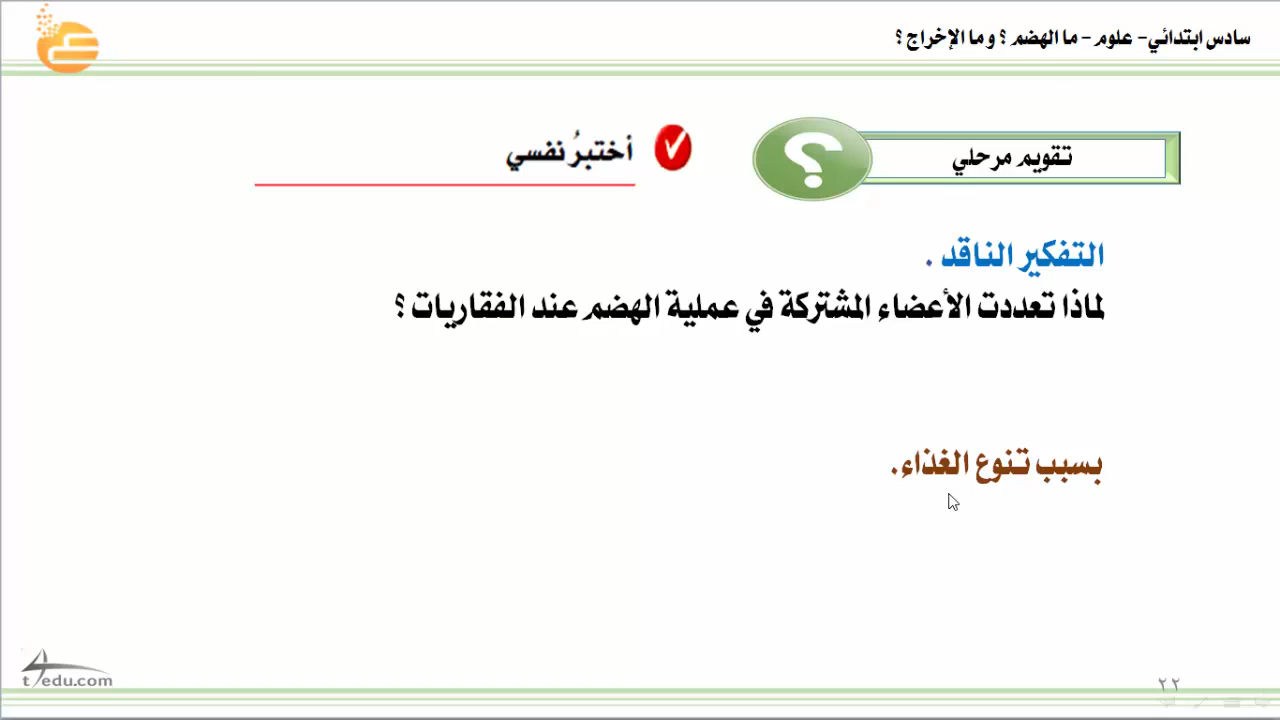 سادس ابتدائي- علوم- ما الهضم؟ وما الإخراج؟
تقويم مرحلي
أختبرُ نفسي
التفكير الناقد .
لماذا تعددت الأعضاء المشتركة في عملية الهضم عند الفقاريات ؟
بسبب تنوع الغذاء.
t4edu.com
٢٢